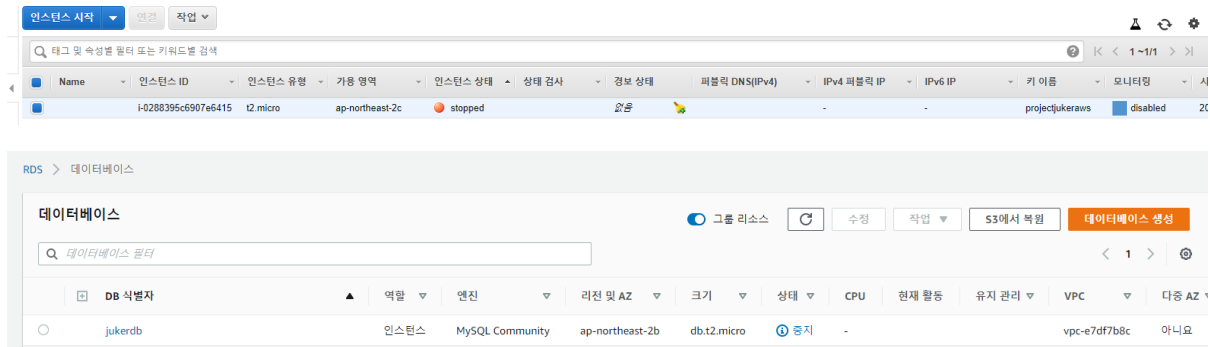 인스턴스 시작 연결 작업
태그 및 속성별 필터 또는 키워드별 검색 1 ~1/1
Name 인스턴스 ID 인스턴스 유형 가용 영역 인스턴스 상태 상태 검사 경보 상태 퍼블릭 DNS(IPv4) IPv4 퍼블릭 IP IPv6 IP 키 이름 모니터링
i-0288395c6907e6415 t2.micro ap-northeast-2c stopped 없음 - - projectjukeraws disabled 20
RDS > 데이터베이스
데이터베이스 그룹 리소스 수정 작업 S3에서 복원 데이터베이스 생성
데이터베이스 필터 1
DB 식별자 역할 엔진 리전 및 AZ 크기 상태 CPU 현재 활동 유지 관리 VPC 다중 AZ
jukerdb 인스턴스 MySQL Community ap-northeast-2b db.t2.micro 중지 - vpc-e7df7b8c 아니요